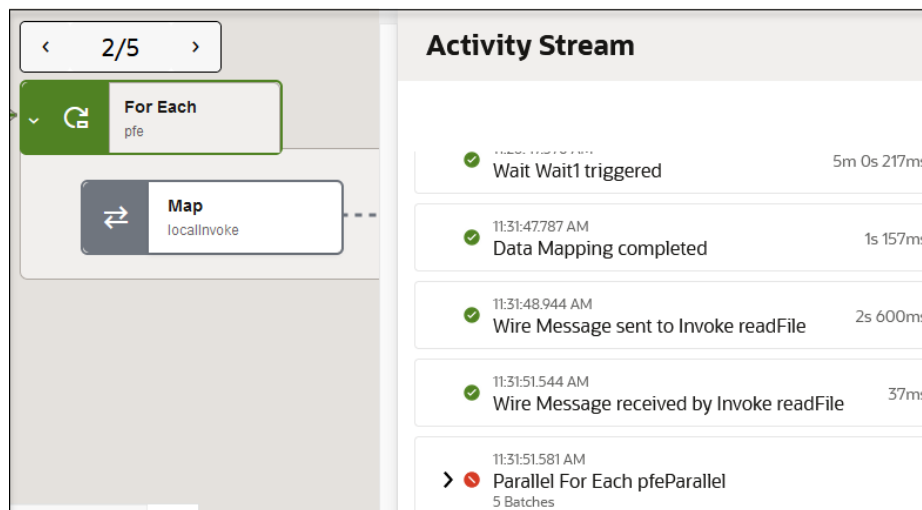 2/5
For Each
pfe
Map
localInvoke
Activity Stream
Wait Wait1 triggered
5m 0s 217ms
11:31:47.787 AM
Data Mapping completed
1s 157ms
11:31:48.944 AM
Wire Message sent to Invoke readFile
2s 600ms
11:31:51.544 AM
Wire Message received by Invoke readFile
37ms
11:31:51.581 AM
Parallel For Each pfeParallel
5 Batches